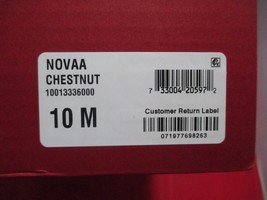 NOVAA
CHESTNUT
10013336000
10 M
7 33004 20597 2
Customer Return Label
071977698263